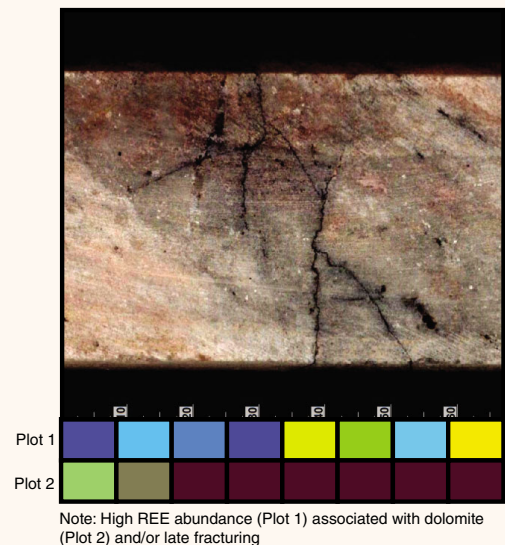 Plot 1
Plot 2
Note: High REE abundance (Plot 1) associated with dolomite
(Plot 2) and/or late fracturing